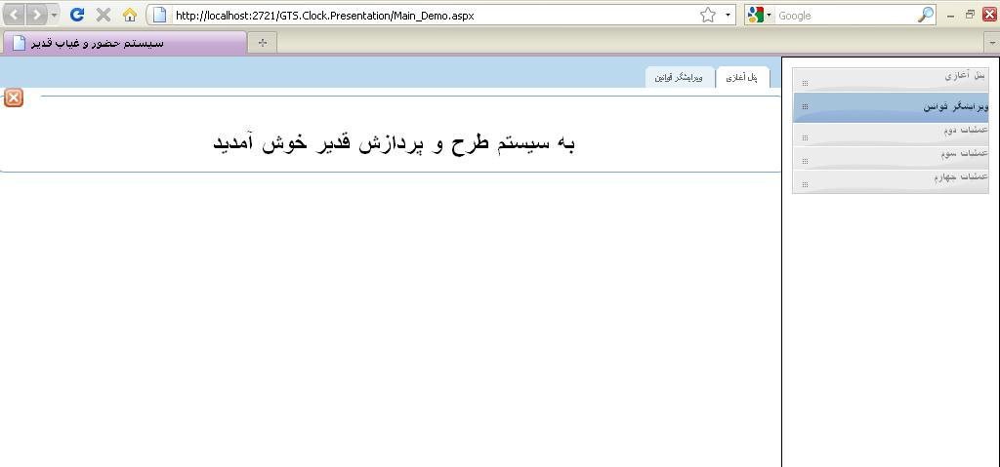 http://localhost:2721/GTS.Clock.Presentation/Main_Demo.aspx
Google
سیستم حضور و غیاب قدیر
پنل آغازی
ویرایشگر قوانین
به سیستم طرح و پردازش قدیر خوش آمدید
پنل آغازی
ویرایشگر قوانین
عملیات دوم
عملیات سوم
عملیات چهارم